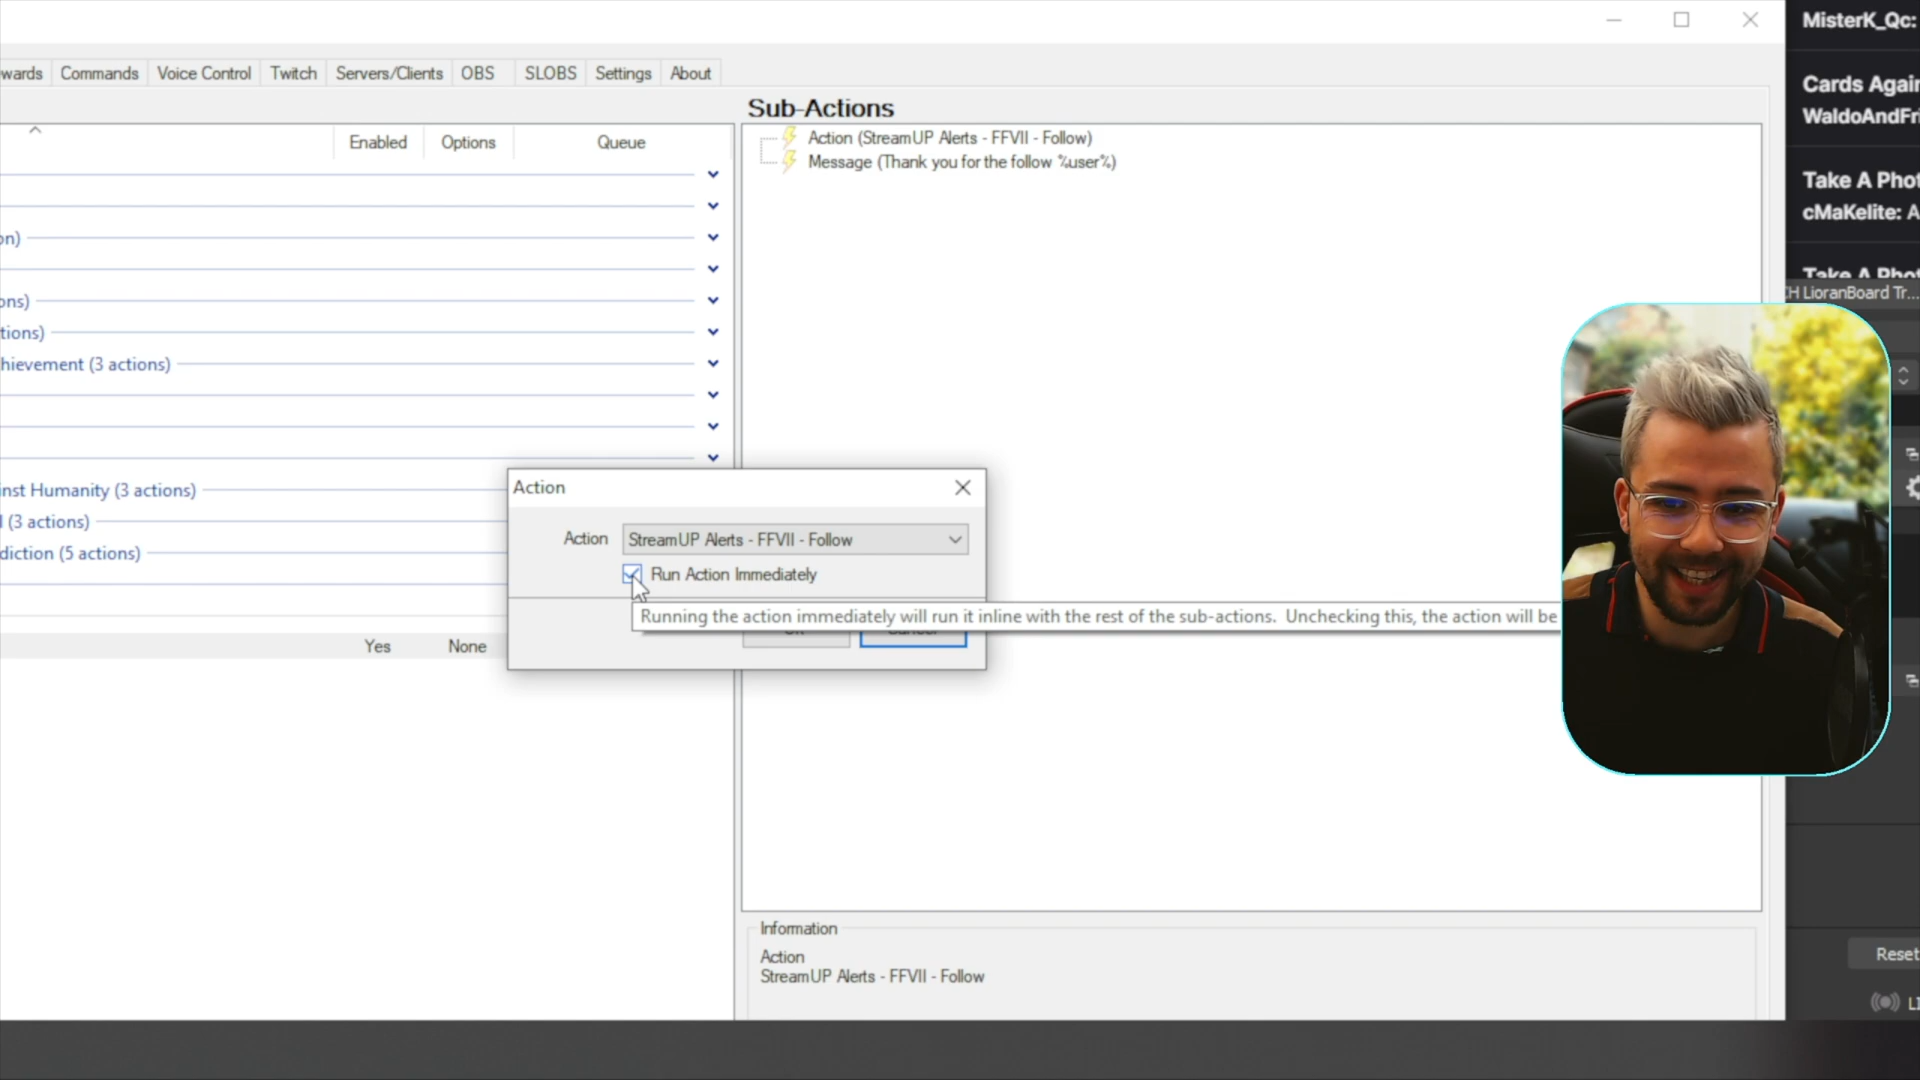 MisterK_Qc:
wards Commands Voice Control Twitch Servers/Clients OBS SLOBS Settings About
Sub-Actions
Cards Again
WaldoAndFri
Enabled Options Queue
Action (StreamUP Alerts - FFVII - Follow)
Message (Thank you for the follow %user%)
Take A Phot
cMaKelite: A
on)
Take A Phot
H LioranBoard Tr...
ons)
tions)
hievement (3 actions)
inst Humanity (3 actions)
l (3 actions)
diction (5 actions)
Action
Action StreamUP Alerts - FFVII - Follow
Run Action Immediately
Running the action immediately will run it inline with the rest of the sub-actions. Unchecking this, the action will be
Yes None
Information
Action
StreamUP Alerts - FFVII - Follow
Reset